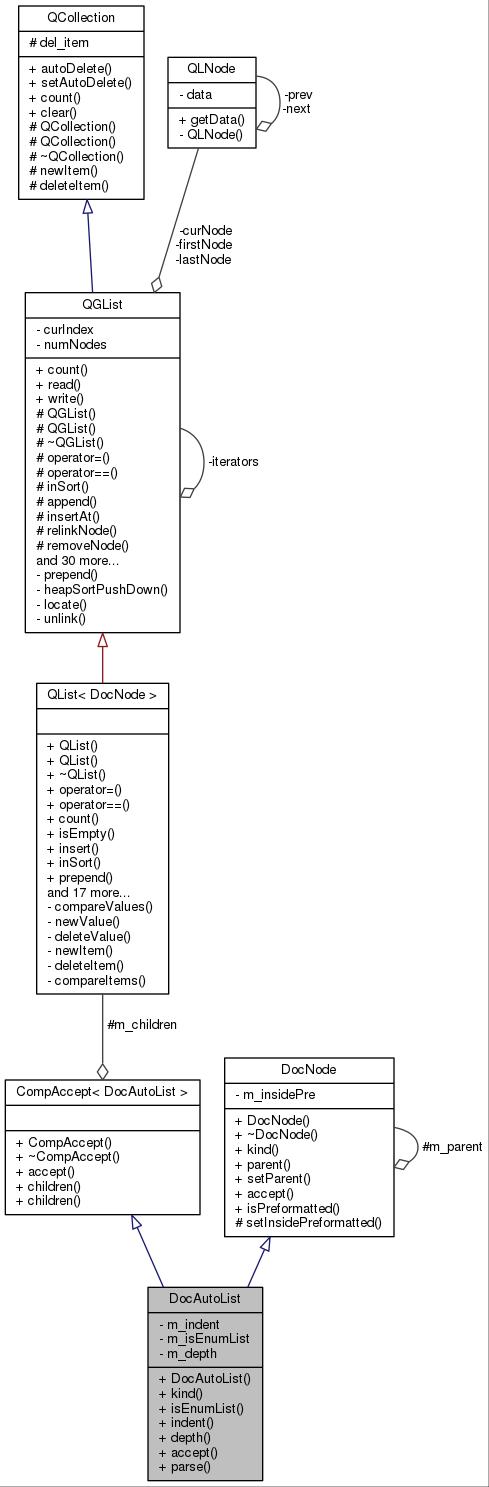 QCollection
# del_item
+ autoDelete()
+ setAutoDelete()
+ count()
+ clear()
# QCollection()
# QCollection()
# ~QCollection()
# newItem()
# deleteItem()
QLNode
- data
+ getData()
- QLNode()
-prev
-next
-curNode
-firstNode
-lastNode
QGList
- curIndex
- numNodes
+ count()
+ read()
+ write()
# QGList()
# QGList()
# ~QGList()
# operator=()
# operator==()
# inSort()
# append()
# insertAt()
# relinkNode()
# removeNode()
and 30 more...
- prepend()
- heapSortPushDown()
- locate()
- unlink()
-iterators
QList< DocNode >
+ QList()
+ QList()
+ ~QList()
+ operator=()
+ operator==()
+ count()
+ isEmpty()
+ insert()
+ inSort()
+ prepend()
and 17 more...
- compareValues()
- newValue()
- deleteValue()
- newItem()
- deleteItem()
- compareItems()
#m_children
CompAccept< DocAutoList >
+ CompAccept()
+ ~CompAccept()
+ accept()
+ children()
+ children()
DocNode
- m_insidePre
+ DocNode()
+ ~DocNode()
+ kind()
+ parent()
+ setParent()
+ accept()
+ isPreformatted()
# setInsidePreformatted()
#m_parent
DocAutoList
- m_indent
- m_isEnumList
- m_depth
+ DocAutoList()
+ kind()
+ isEnumList()
+ indent()
+ depth()
+ accept()
+ parse()